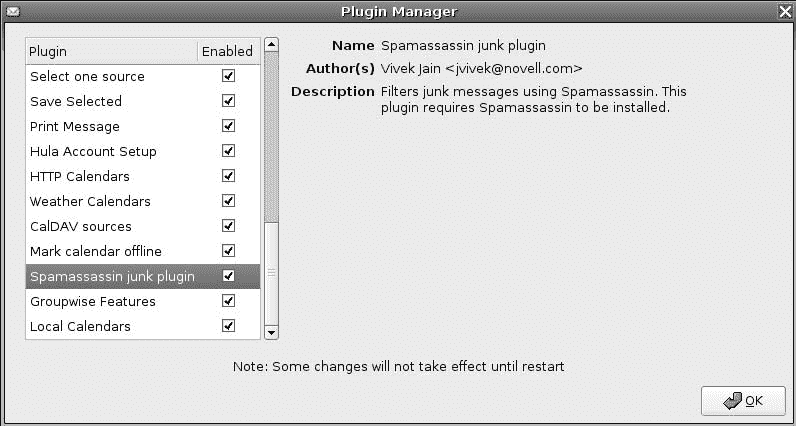 Plugin Manager
Plugin Enabled
Select one source
Save Selected
Print Message
Hula Account Setup
HTTP Calendars
Weather Calendars
CalDAV sources
Mark calendar offline
Spamassassin junk plugin
Groupwise Features
Local Calendars
Name Spamassassin junk plugin
Author(s) Vivek Jain <jvivek@novell.com>
Description Filters junk messages using Spamassassin. This
plugin requires Spamassassin to be installed.
Note: Some changes will not take effect until restart
OK